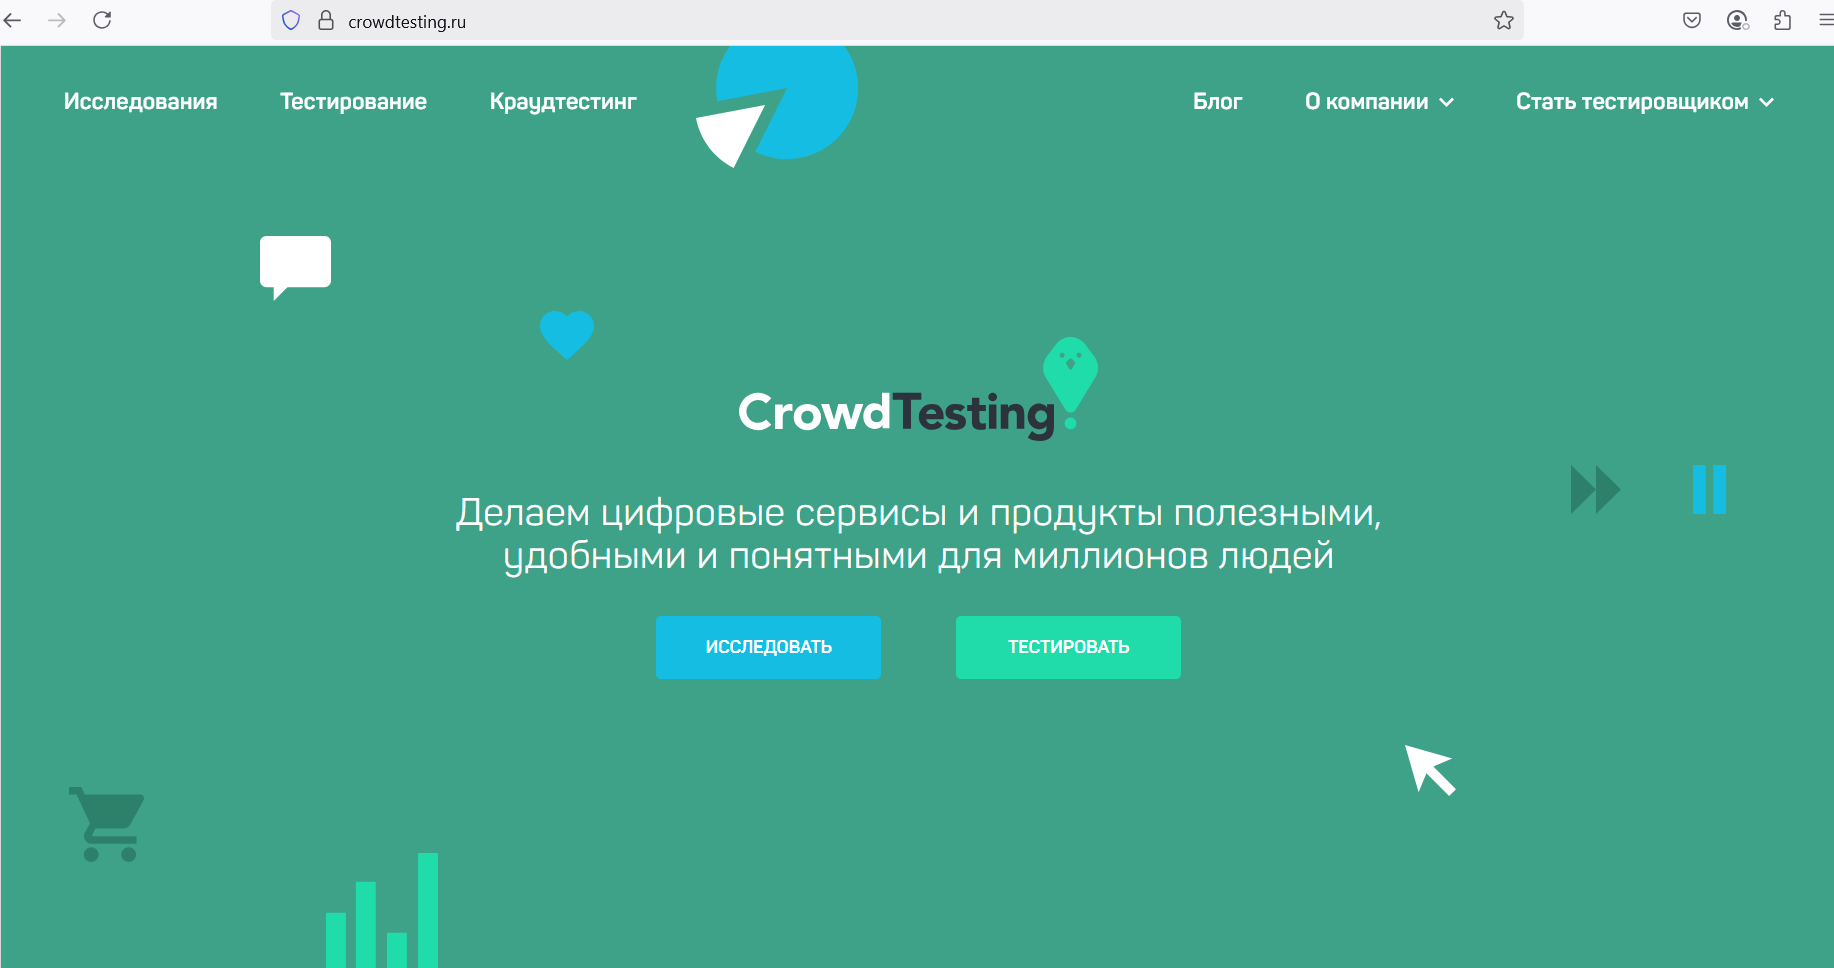 crowdtesting.ru
Исследования Тестирование Краудтестинг Блог О компании Стать тестировщиком
CrowdTesting
Делаем цифровые сервисы и продукты полезными,
удобными и понятными для миллионов людей
ИССЛЕДОВАТЬ ТЕСТИРОВАТЬ